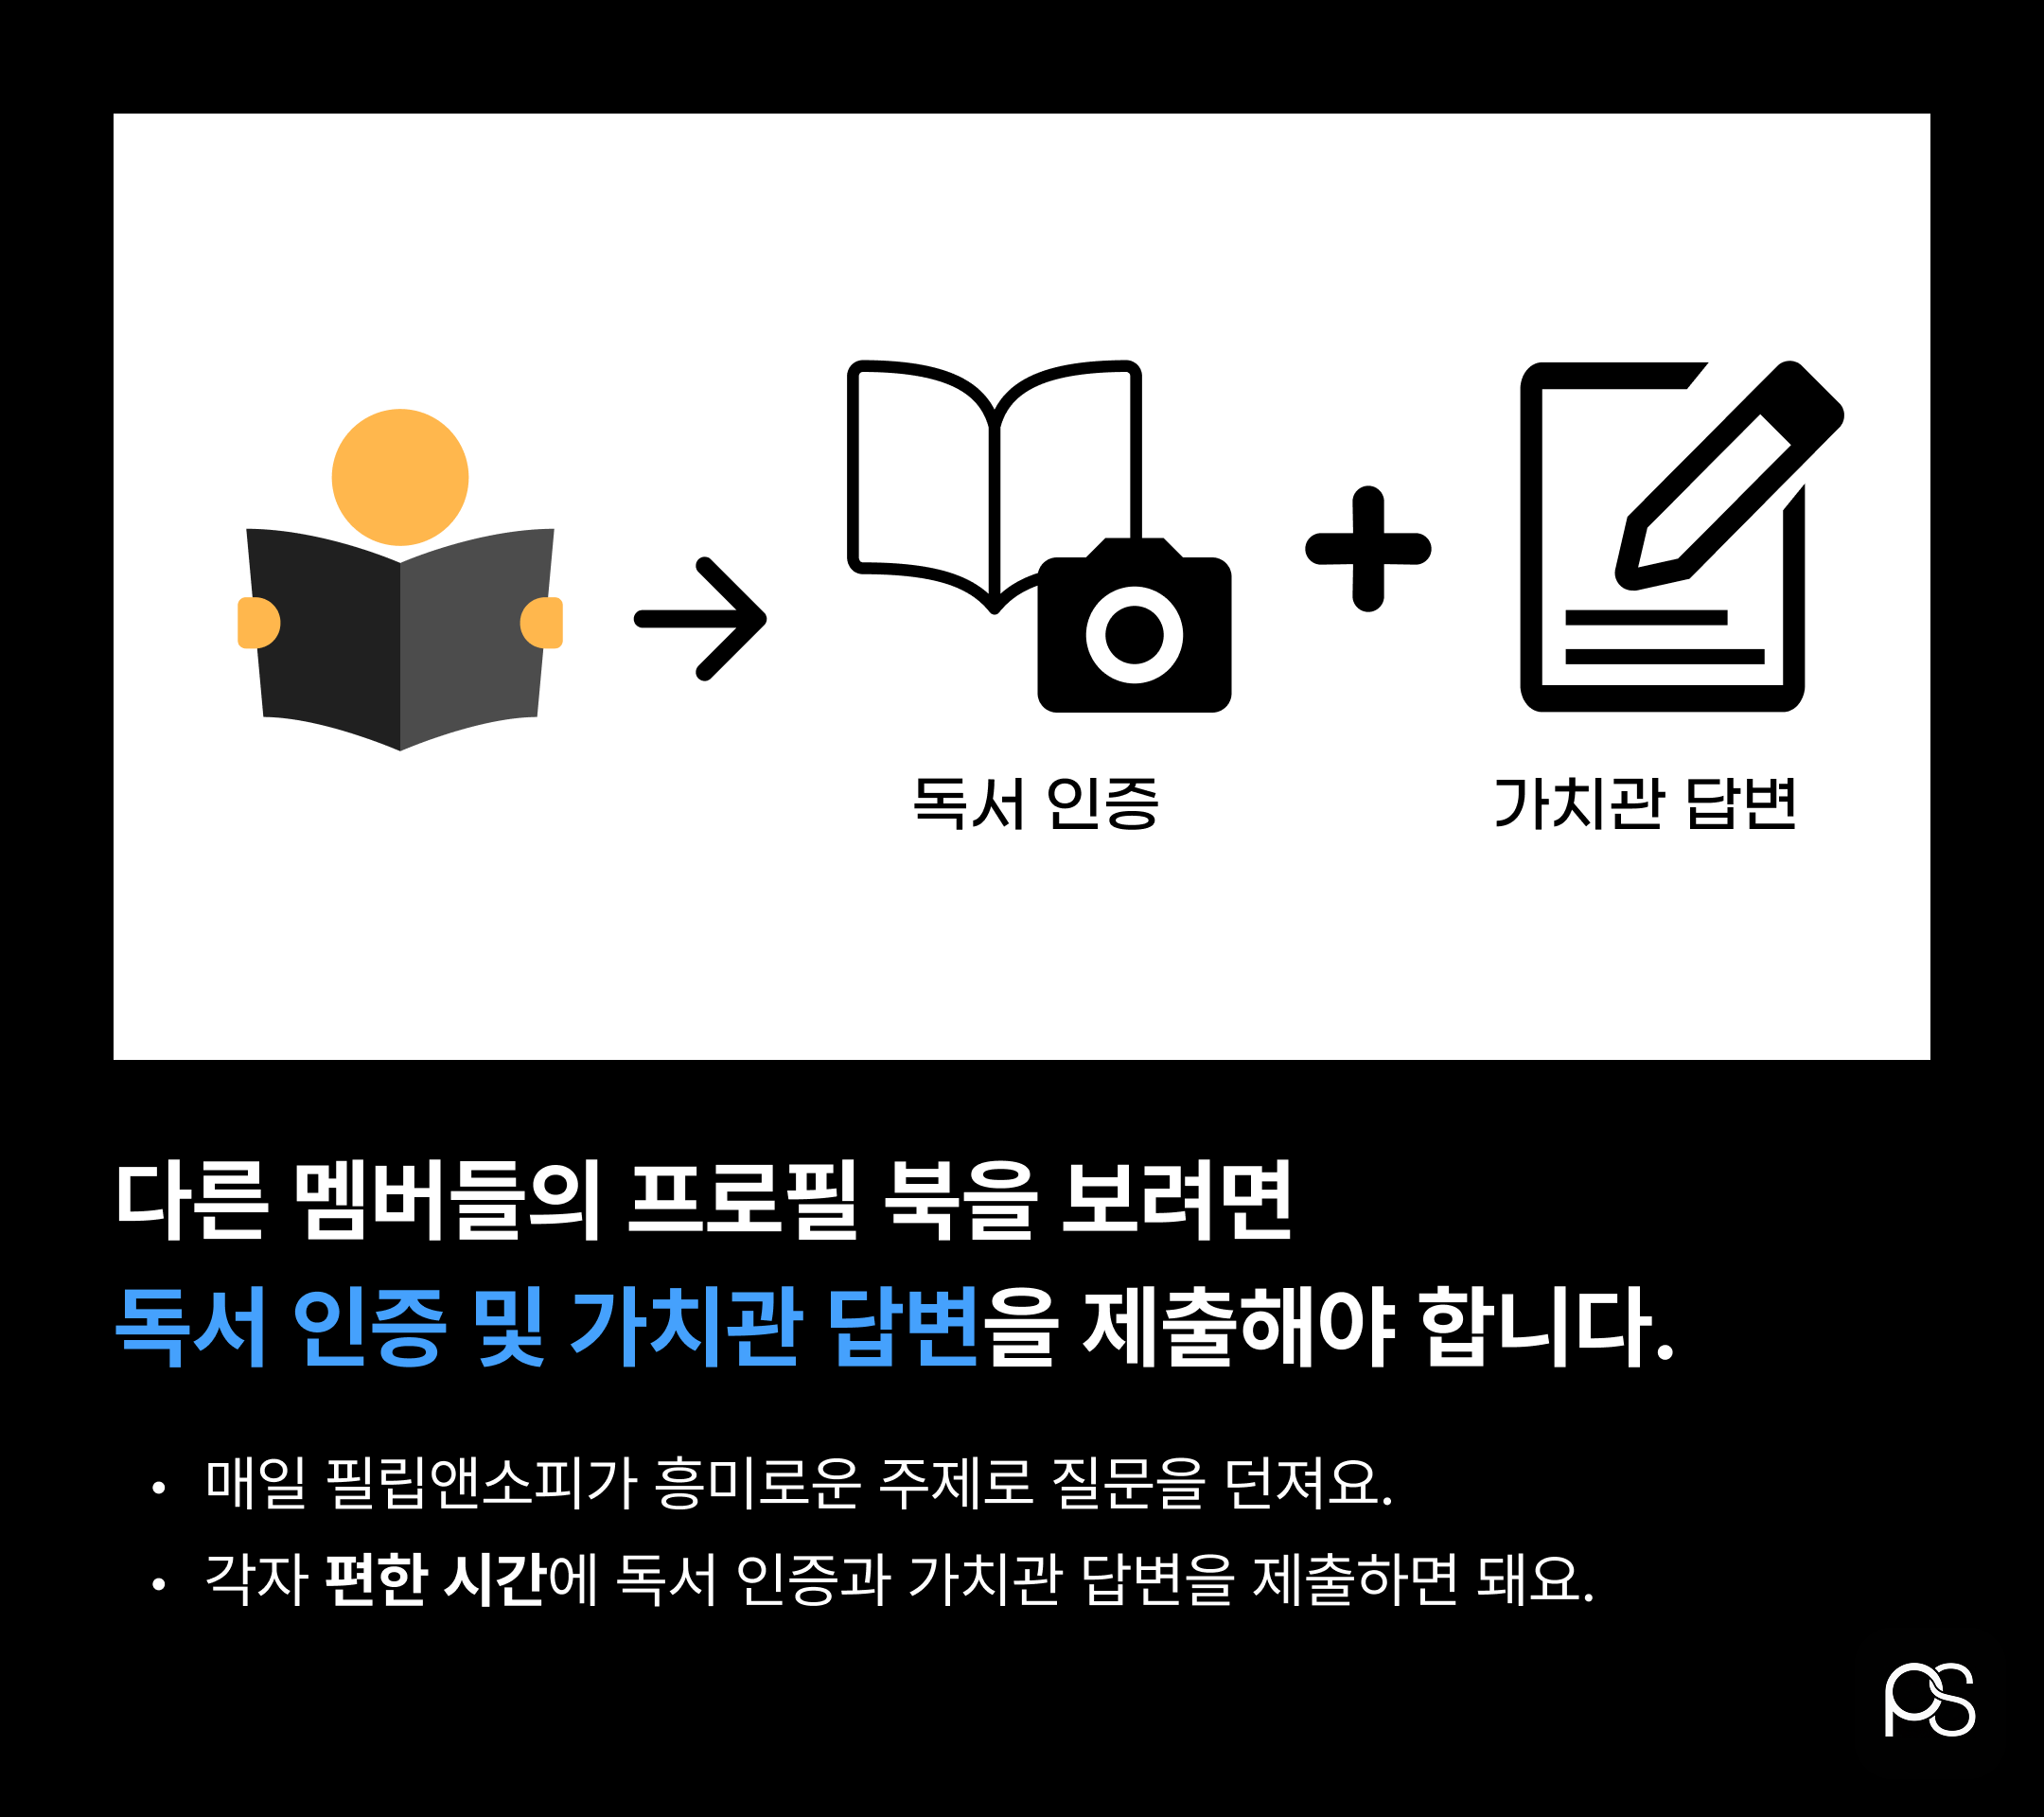 독서 인증
가치관 답변
다른 멤버들의 프로필 북을 보려면
독서 인증 및 가치관 답변을 제출해야 합니다.
• 매일 필립앤소피가 흥미로운 주제로 질문을 던져요.
• 각자 편한 시간에 독서 인증과 가치관 답변을 제출하면 돼요.
PS